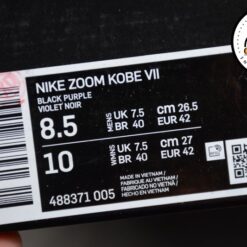 NIKE ZOOM KOBE VII
BLACK PURPLE
VIOLET NOIR
8.5 MENS UK 7.5 cm 26.5
BR 40 EUR 42
10 WMNS UK 7.5 cm 27
BR 40 EUR 42
488371 005
MADE IN VIETNAM /
FABRIQUÉ AU VIETNAM /
FABRICADO NO VIETNÃ /
HECHO EN VIETNAM